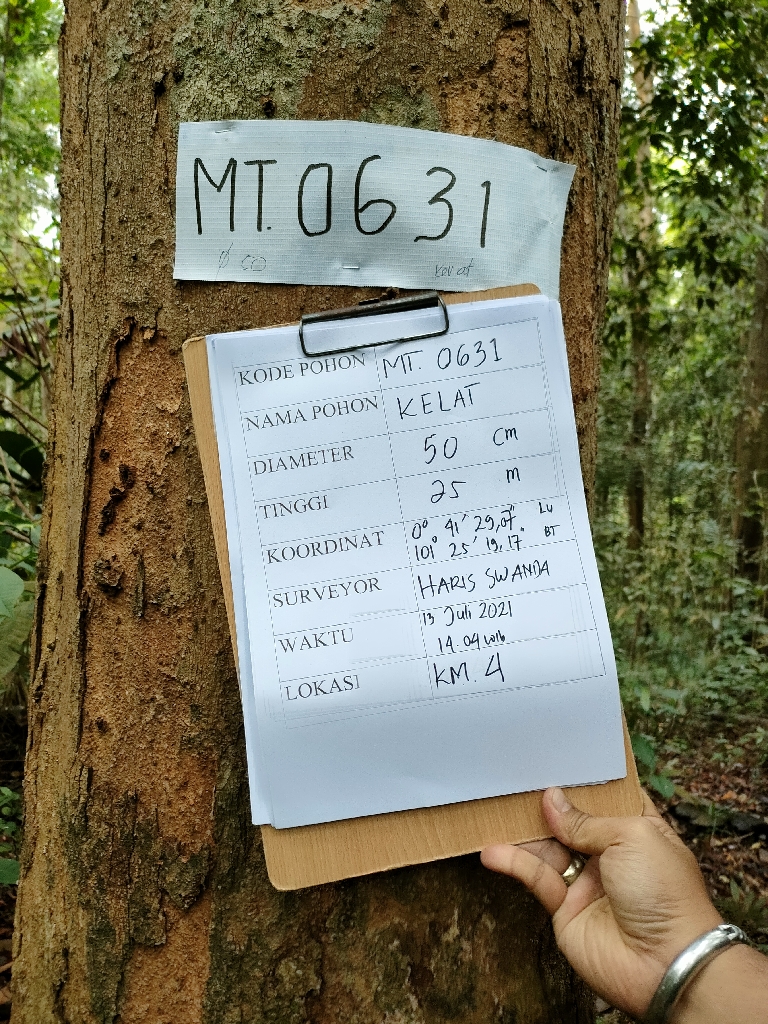 MT. 0631
kelat
KODE POHON MT. 0631
NAMA POHON KELAT
DIAMETER 50 cm
TINGGI 25 m
KOORDINAT 0° 41' 29,07" LU
101° 25' 19,17. BT
SURVEYOR HARIS SWANDA
WAKTU 13 Juli 2021
14.04 wib
LOKASI KM. 4